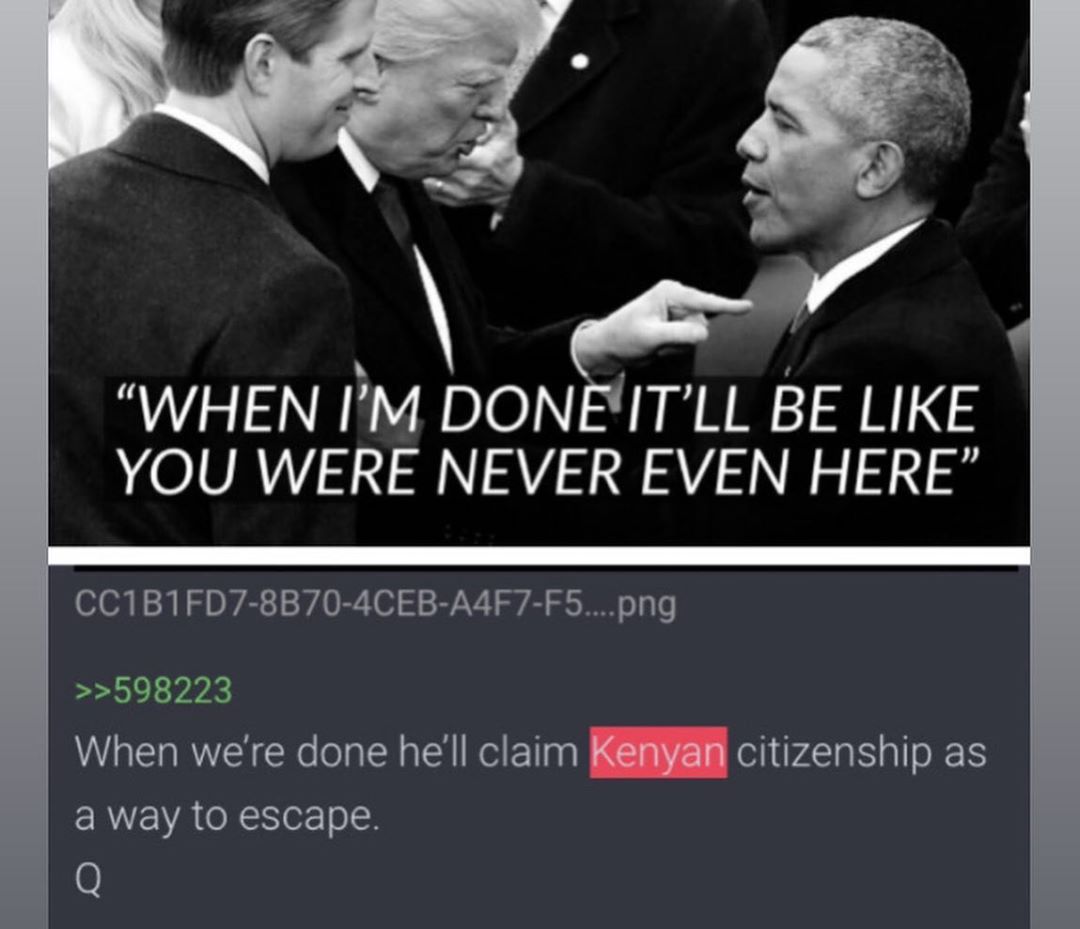 “WHEN I’M DONE IT’LL BE LIKE
YOU WERE NEVER EVEN HERE”
CC1B1FD7-8B70-4CEB-A4F7-F5....png
>>598223
When we’re done he’ll claim Kenyan citizenship as
a way to escape.
Q